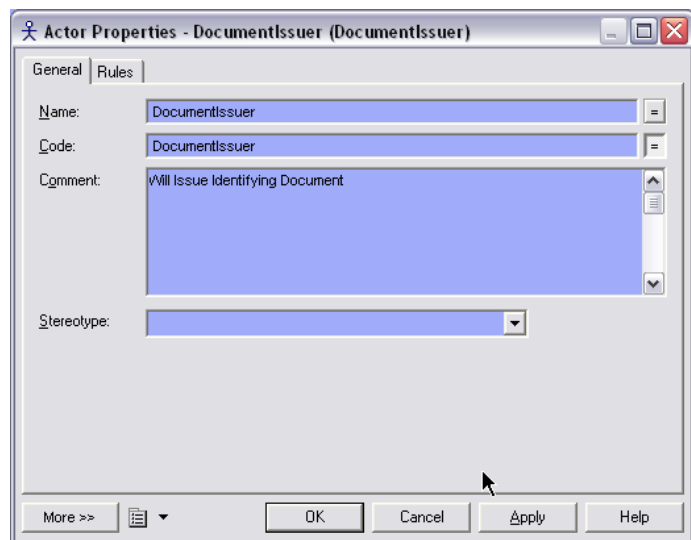 Actor Properties - DocumentIssuer (DocumentIssuer)
General Rules
Name: DocumentIssuer =
Code: DocumentIssuer =
Comment: Will Issue Identifying Document
Stereotype:
More >> OK Cancel Apply Help